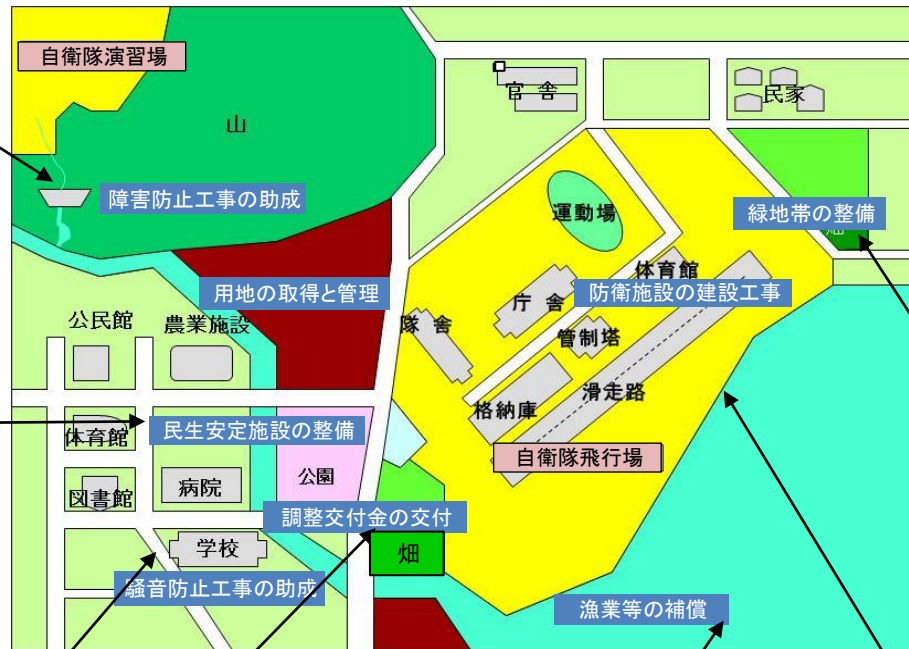 自衛隊演習場
山
官舎
民家
障害防止工事の助成
運動場
緑地帯の整備
畑
体育館
用地の取得と管理
防衛施設の建設工事
庁舎
公民館
農業施設
隊舎
管制塔
滑走路
格納庫
体育館
民生安定施設の整備
自衛隊飛行場
図書館
病院
公園
調整交付金の交付
学校
畑
騒音防止工事の助成
漁業等の補償